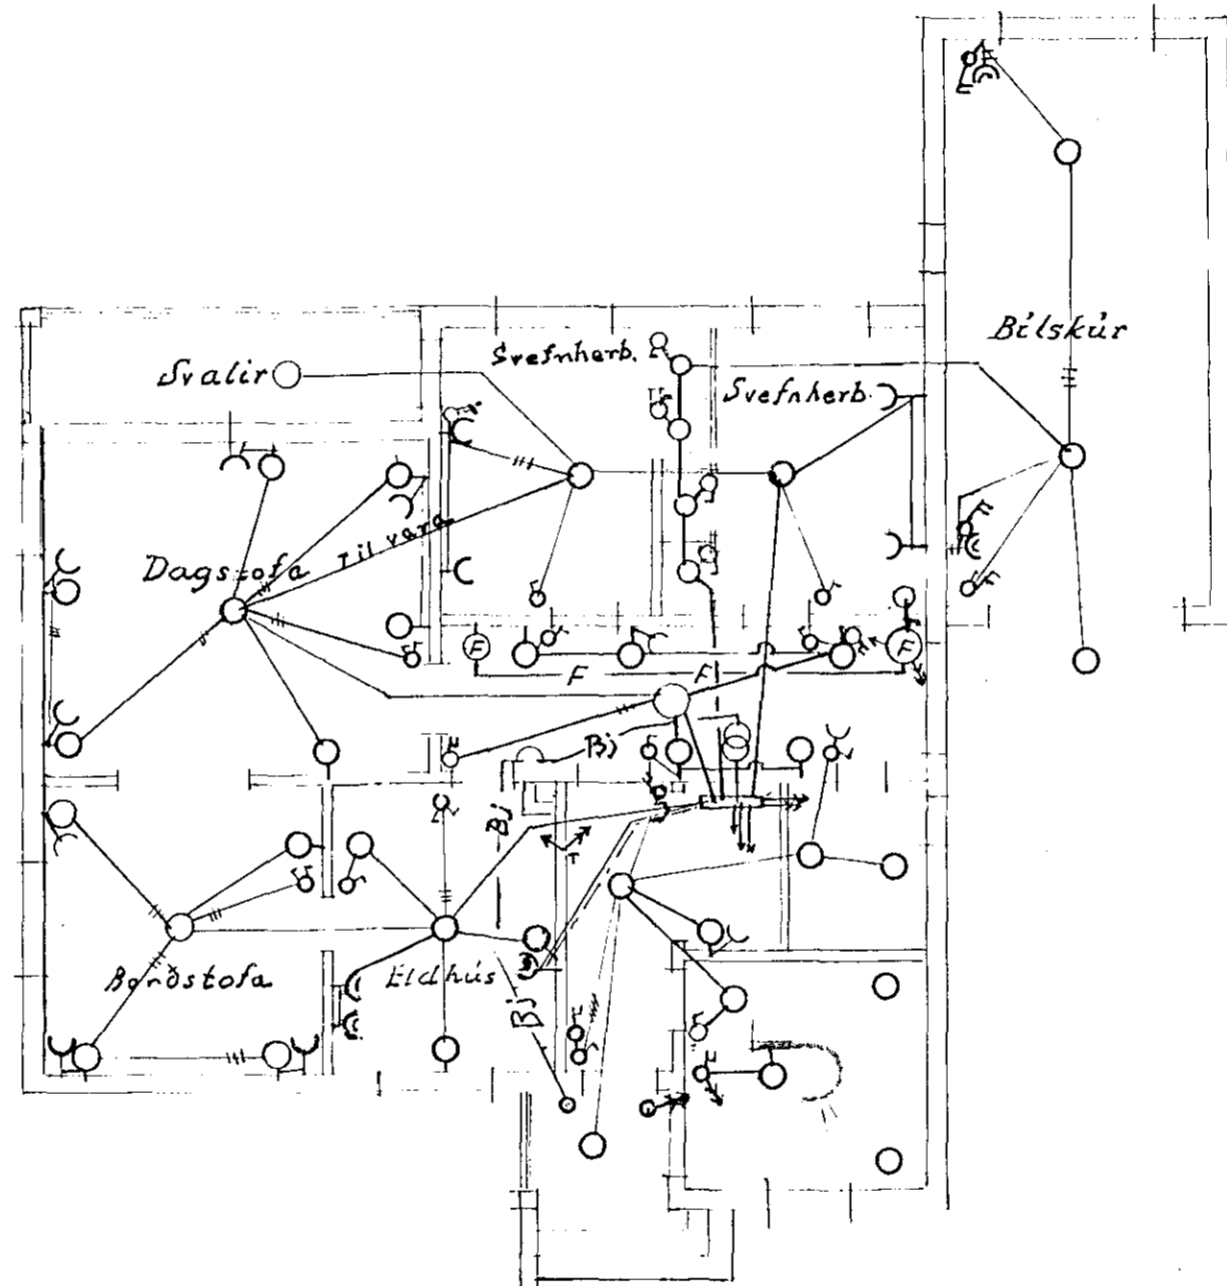 Bílskúr
Svefnherb.
Svalir
Svefnherb.
Til vara
Dagstofa
F
F
F
F
Bj
Bj
T
Borðstofa
Eldhús
Bj